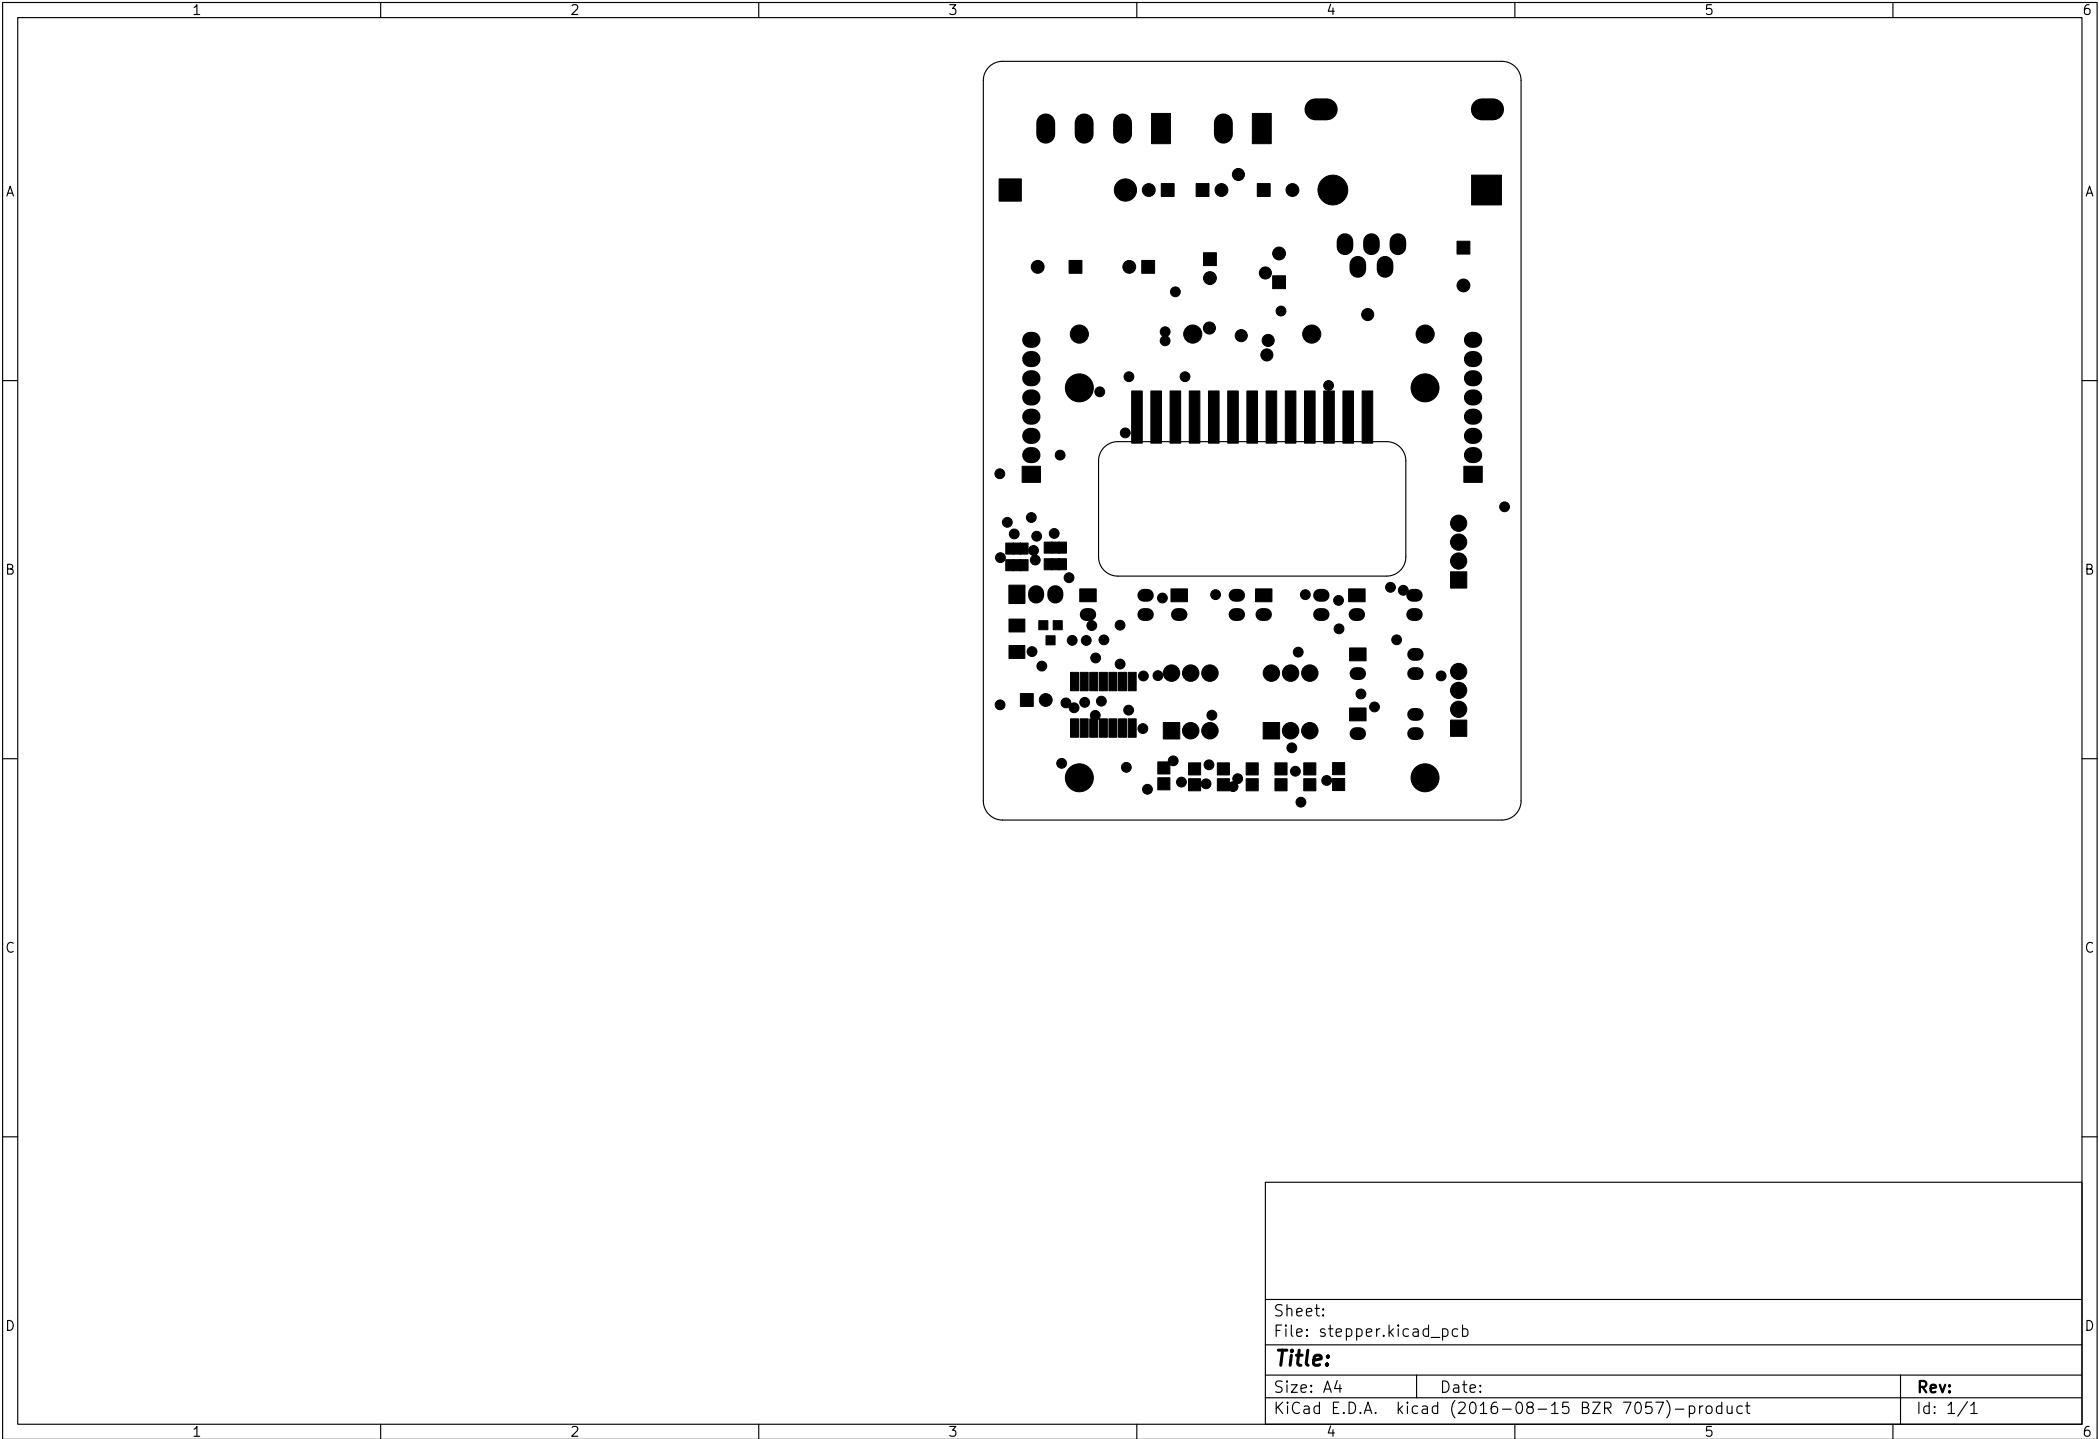 1 2 3 4 5 6
A A
B B
C C
Sheet:
File: stepper.kicad_pcb
D D
Title:
Size: A4 Date: Rev:
KiCad E.D.A. kicad (2016-08-15 BZR 7057)-product Id: 1/1
1 2 3 4 5 6